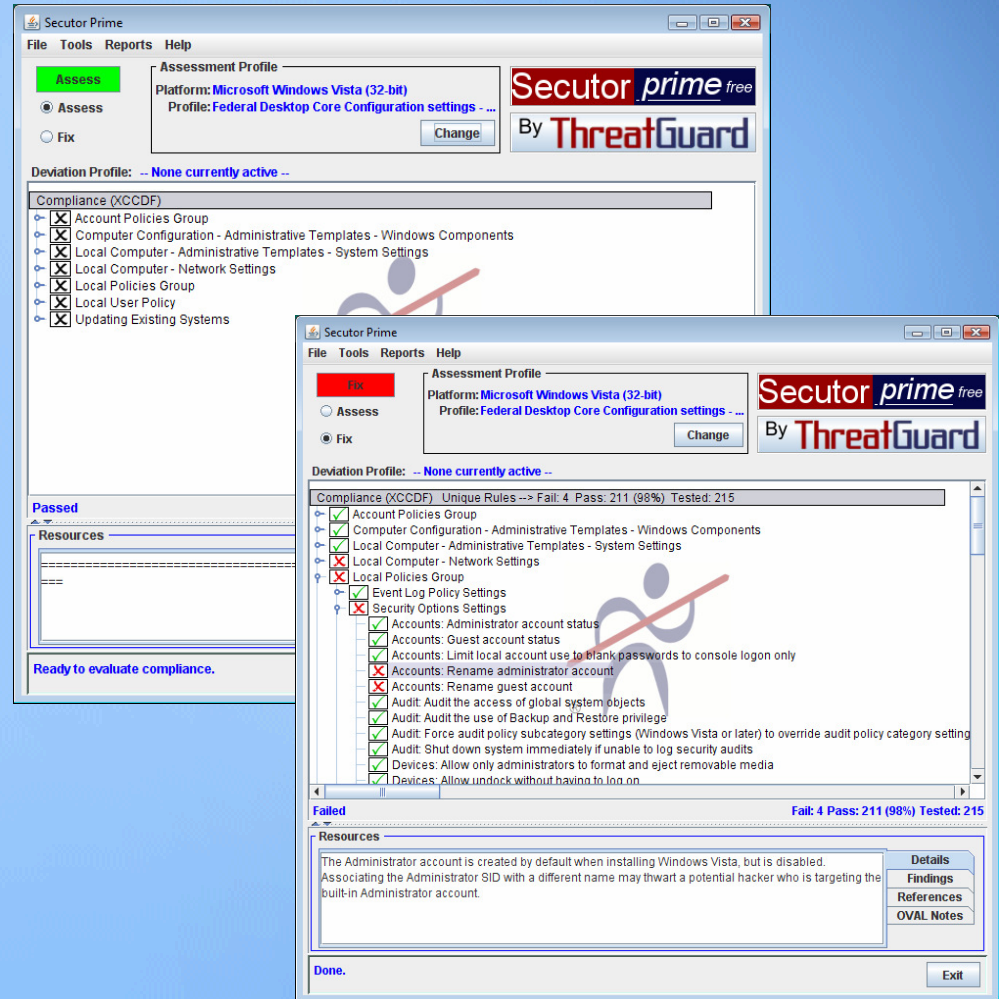 Secutor Prime
File Tools Reports Help
Assess
Assess
Fix
Assessment Profile
Platform: Microsoft Windows Vista (32-bit)
Profile: Federal Desktop Core Configuration settings - ...
Change
Secutor prime free
By ThreatGuard
Deviation Profile: -- None currently active --
Compliance (XCCDF)
Account Policies Group
Computer Configuration - Administrative Templates - Windows Components
Local Computer - Administrative Templates - System Settings
Local Computer - Network Settings
Local Policies Group
Local User Policy
Updating Existing Systems
Passed
Resources
===================================
===
Ready to evaluate compliance.
Secutor Prime
File Tools Reports Help
Fix
Assess
Fix
Assessment Profile
Platform: Microsoft Windows Vista (32-bit)
Profile: Federal Desktop Core Configuration settings - ...
Change
Secutor prime free
By ThreatGuard
Deviation Profile: -- None currently active --
Compliance (XCCDF) Unique Rules --> Fail: 4 Pass: 211 (98%) Tested: 215
Account Policies Group
Computer Configuration - Administrative Templates - Windows Components
Local Computer - Administrative Templates - System Settings
Local Computer - Network Settings
Local Policies Group
Event Log Policy Settings
Security Options Settings
Accounts: Administrator account status
Accounts: Guest account status
Accounts: Limit local account use to blank passwords to console logon only
Accounts: Rename administrator account
Accounts: Rename guest account
Audit: Audit the access of global system objects
Audit: Audit the use of Backup and Restore privilege
Audit: Force audit policy subcategory settings (Windows Vista or later) to override audit policy category setting
Audit: Shut down system immediately if unable to log security audits
Devices: Allow only administrators to format and eject removable media
Devices: Allow undock without having to log on
Failed
Fail: 4 Pass: 211 (98%) Tested: 215
Resources
The Administrator account is created by default when installing Windows Vista, but is disabled.
Associating the Administrator SID with a different name may thwart a potential hacker who is targeting the
built-in Administrator account.
Details
Findings
References
OVAL Notes
Done.
Exit